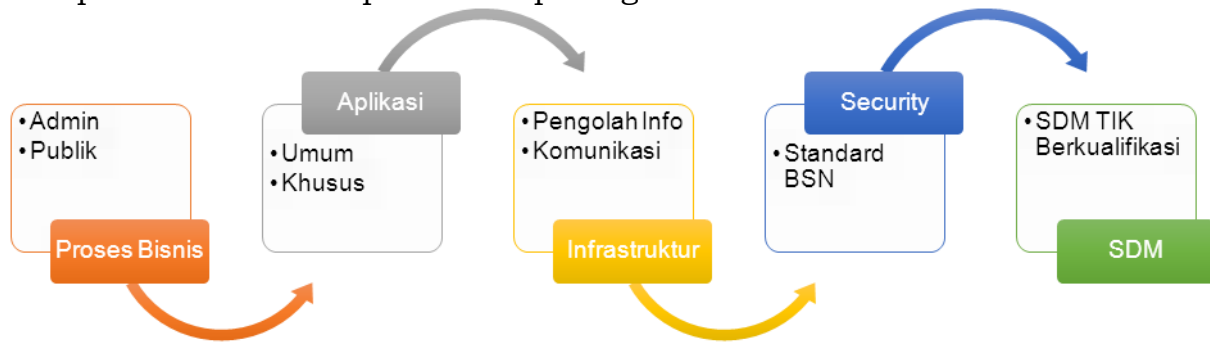 Proses Bisnis
•Admin
•Publik
Aplikasi
•Umum
•Khusus
Infrastruktur
•Pengolah Info
•Komunikasi
Security
•Standard
BSN
SDM
•SDM TIK
Berkualifikasi